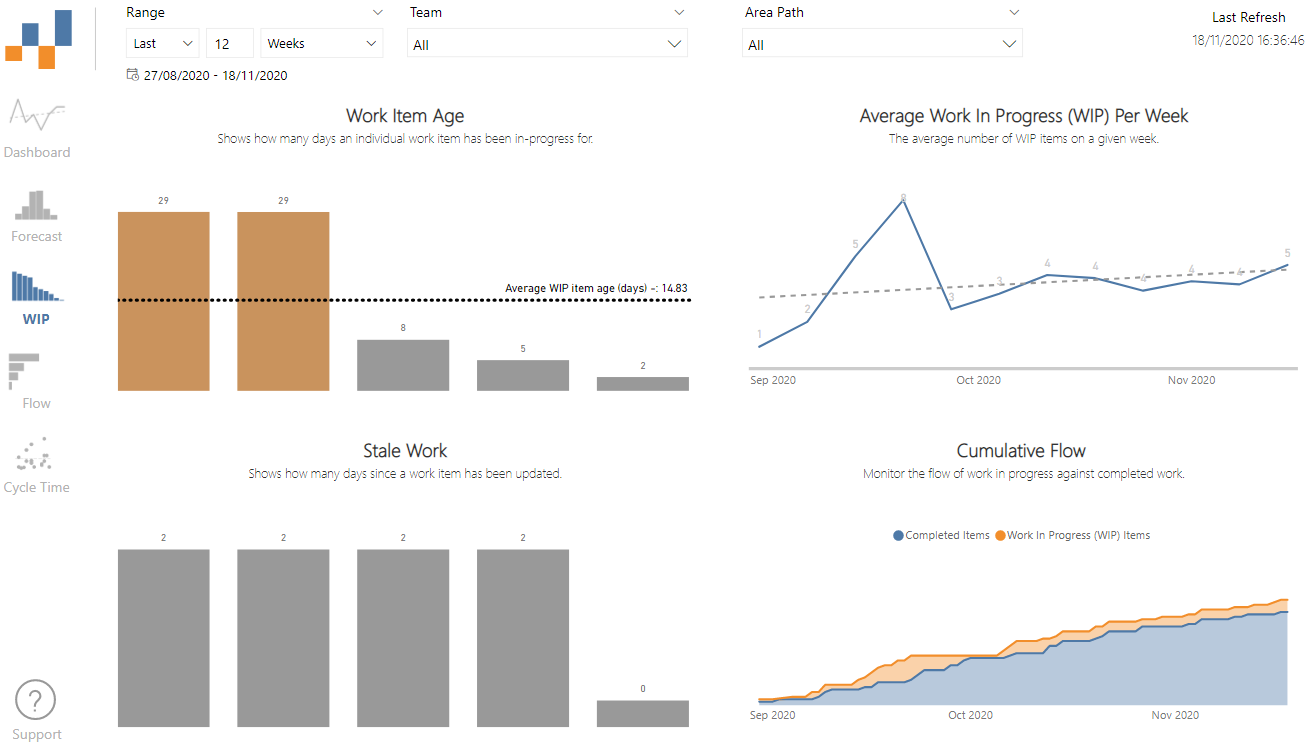 Range
Team
Area Path
Last Refresh
Last
12
Weeks
All
All
18/11/2020 16:36:46
27/08/2020 - 18/11/2020
Dashboard
Forecast
WIP
Flow
Cycle Time
?
Support
Work Item Age
Shows how many days an individual work item has been in-progress for.
29
29
Average WIP item age (days) –: 14.83
8
5
2
Average Work In Progress (WIP) Per Week
The average number of WIP items on a given week.
1
2
5
8
3
3
4
4
4
4
4
5
Sep 2020
Oct 2020
Nov 2020
Stale Work
Shows how many days since a work item has been updated.
2
2
2
2
0
Cumulative Flow
Monitor the flow of work in progress against completed work.
Completed Items
Work In Progress (WIP) Items
Sep 2020
Oct 2020
Nov 2020